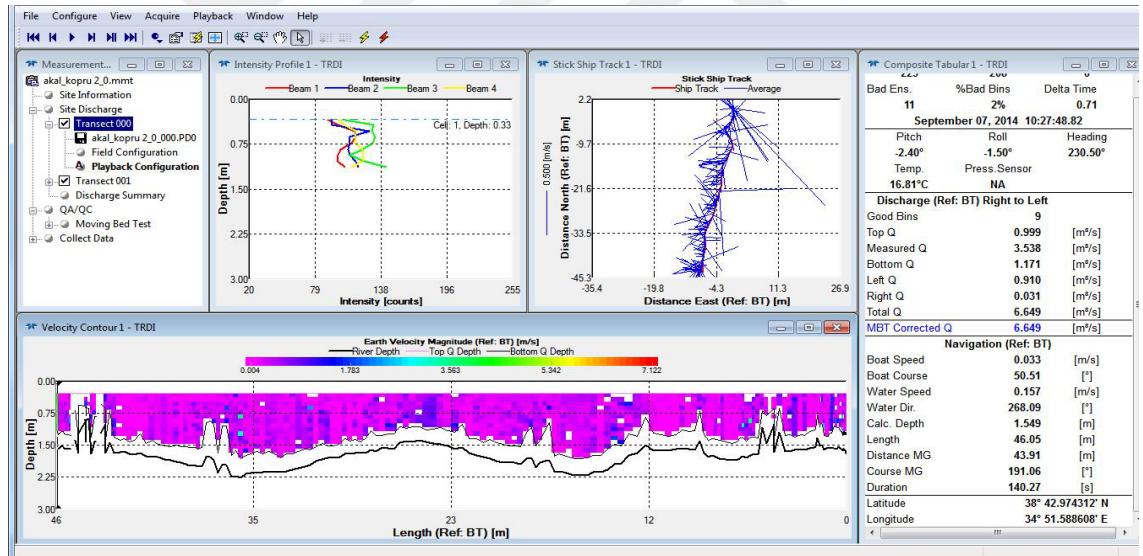 File Configure View Acquire Playback Window Help
Measurement...
akal_kopru 2_0.mmt
Site Information
Site Discharge
Transect 000
akal_kopru 2_0_000.PD0
Field Configuration
Playback Configuration
Transect 001
Discharge Summary
QA/QC
Moving Bed Test
Collect Data
Intensity Profile 1 - TRDI
Intensity
Beam 1 Beam 2 Beam 3 Beam 4
Cell: 1, Depth: 0.33
Depth [m]
0.00
0.75
1.50
2.25
3.00
20 79 138 196 255
Intensity [counts]
Stick Ship Track 1 - TRDI
Stick Ship Track
Ship Track Average
0.500 [m/s]
Distance North (Ref: BT) [m]
2.2
-9.7
-21.6
-33.5
-45.3
-35.4 -19.8 -4.3 11.3 26.9
Distance East (Ref: BT) [m]
Composite Tabular 1 - TRDI
Bad Ens. %Bad Bins Delta Time
11 2% 0.71
September 07, 2014 10:27:48.82
Pitch Roll Heading
-2.40° -1.50° 230.50°
Temp. Press.Sensor
16.81°C NA
Discharge (Ref: BT) Right to Left
Good Bins 9
Top Q 0.999 [m³/s]
Measured Q 3.538 [m³/s]
Bottom Q 1.171 [m³/s]
Left Q 0.910 [m³/s]
Right Q 0.031 [m³/s]
Total Q 6.649 [m³/s]
MBT Corrected Q 6.649 [m³/s]
Navigation (Ref: BT)
Boat Speed 0.033 [m/s]
Boat Course 50.51 [°]
Water Speed 0.157 [m/s]
Water Dir. 268.09 [°]
Calc. Depth 1.549 [m]
Length 46.05 [m]
Distance MG 43.91 [m]
Course MG 191.06 [°]
Duration 140.27 [s]
Latitude 38° 42.974312' N
Longitude 34° 51.588608' E
Velocity Contour 1 - TRDI
Earth Velocity Magnitude (Ref: BT) [m/s]
River Depth Top Q Depth Bottom Q Depth
0.004 1.783 3.563 5.342 7.122
Depth [m]
0.00
0.75
1.50
2.25
3.00
46 35 23 12 0
Length (Ref: BT) [m]